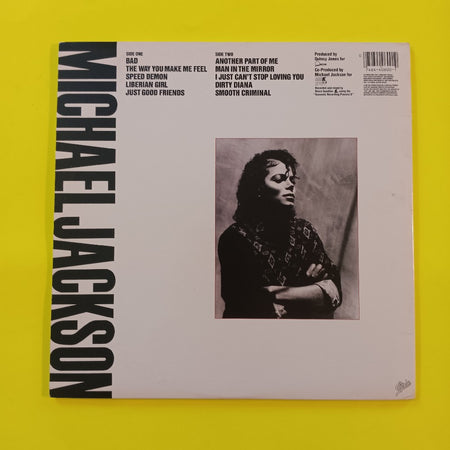 MICHAEL JACKSON
SIDE ONE
BAD
THE WAY YOU MAKE ME FEEL
SPEED DEMON
LIBERIAN GIRL
JUST GOOD FRIENDS
SIDE TWO
ANOTHER PART OF ME
MAN IN THE MIRROR
I JUST CAN'T STOP LOVING YOU
DIRTY DIANA
SMOOTH CRIMINAL
Produced by
Quincy Jones for
Co-Produced by
Michael Jackson for
Epic